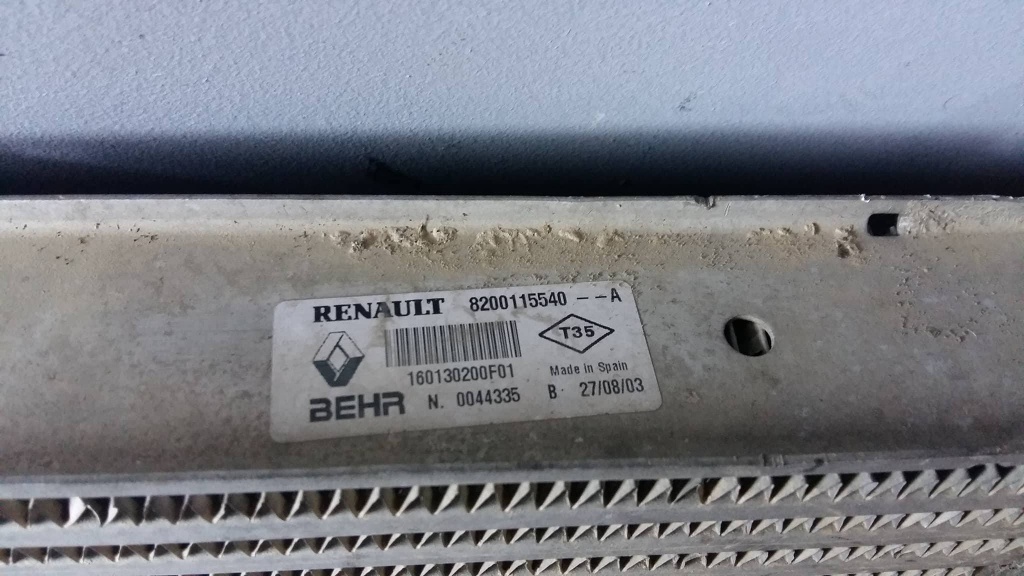 RENAULT 8200115540 -- A
T35
160130200F01
Made in Spain
BEHR N. 0044335 B· 27/08/03